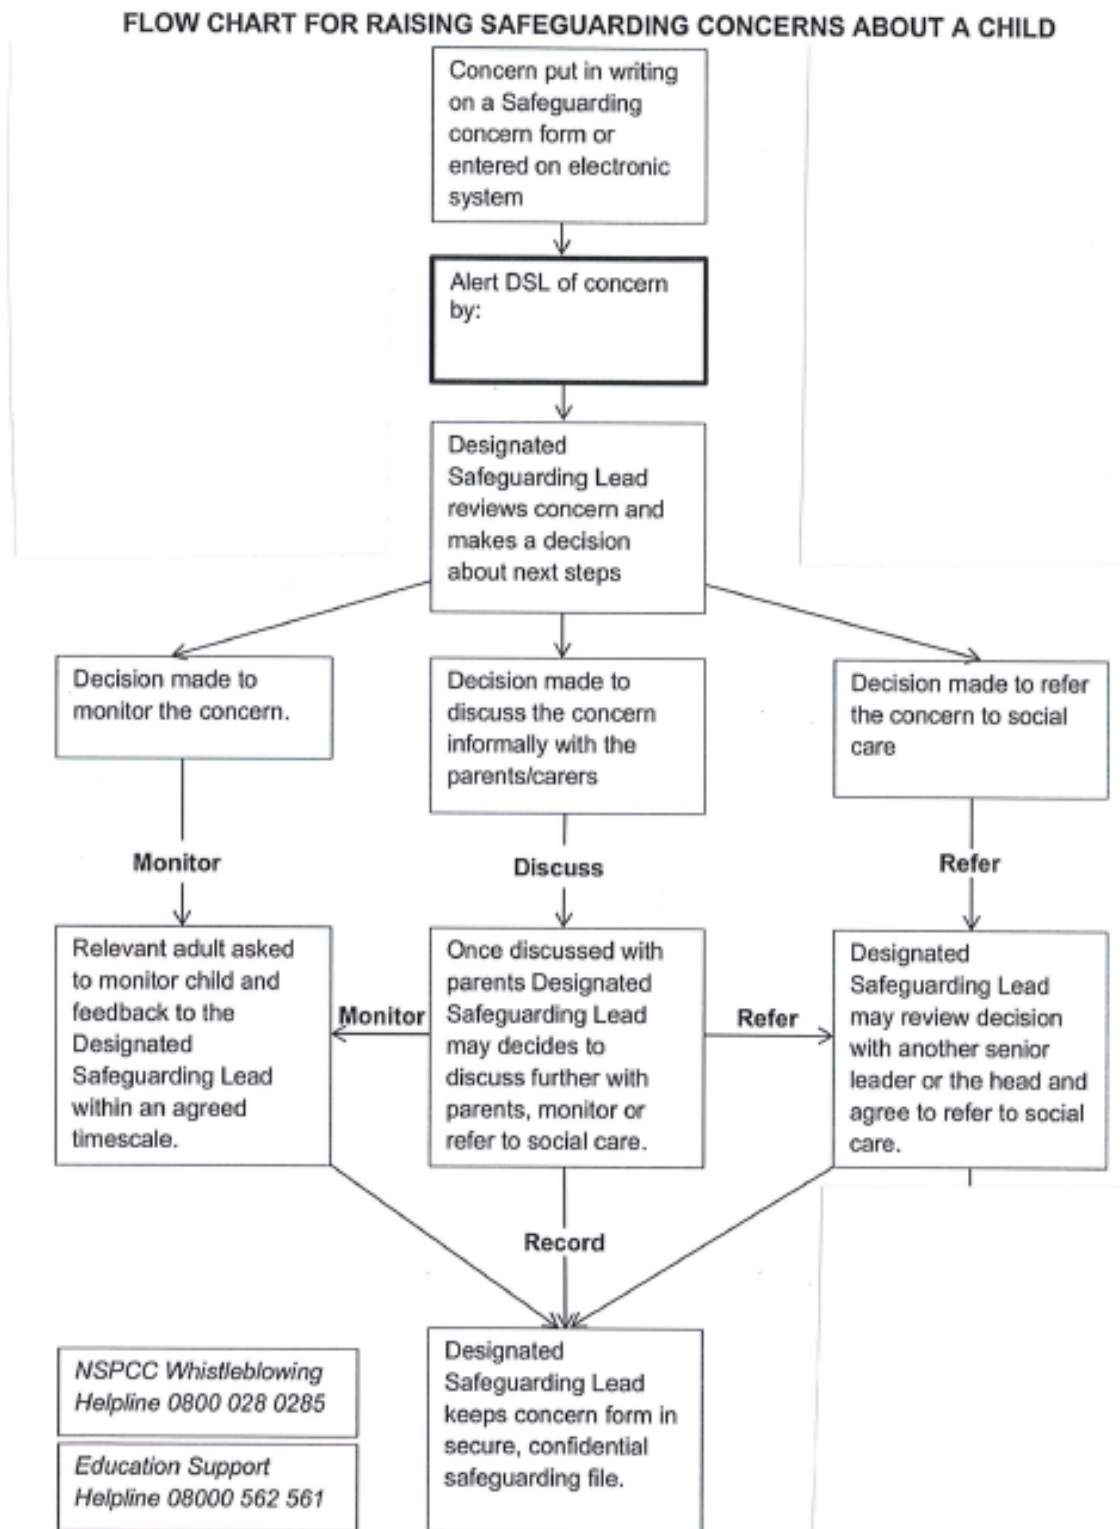 FLOW CHART FOR RAISING SAFEGUARDING CONCERNS ABOUT A CHILD
Concern put in writing
on a Safeguarding
concern form or
entered on electronic
system
Alert DSL of concern
by:
Designated
Safeguarding Lead
reviews concern and
makes a decision
about next steps
Decision made to
monitor the concern.
Decision made to
discuss the concern
informally with the
parents/carers
Decision made to refer
the concern to social
care
Monitor
Discuss
Refer
Relevant adult asked
to monitor child and
feedback to the
Designated
Safeguarding Lead
within an agreed
timescale.
Monitor
Once discussed with
parents Designated
Safeguarding Lead
may decides to
discuss further with
parents, monitor or
refer to social care.
Refer
Designated
Safeguarding Lead
may review decision
with another senior
leader or the head and
agree to refer to social
care.
Record
NSPCC Whistleblowing
Helpline 0800 028 0285
Education Support
Helpline 08000 562 561
Designated
Safeguarding Lead
keeps concern form in
secure, confidential
safeguarding file.